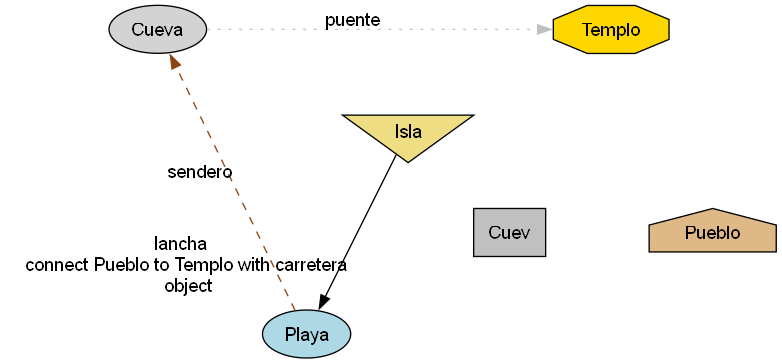 Cueva
puente
Templo
Isla
sendero
Cuev
Pueblo
lancha
connect Pueblo to Templo with carretera
object
Playa